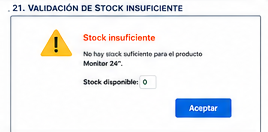 . 21. VALIDACIÓN DE STOCK INSUFICIENTE
Stock insuficiente
No hay stock suficiente para el producto
Monitor 24".
Stock disponible: 0
Aceptar